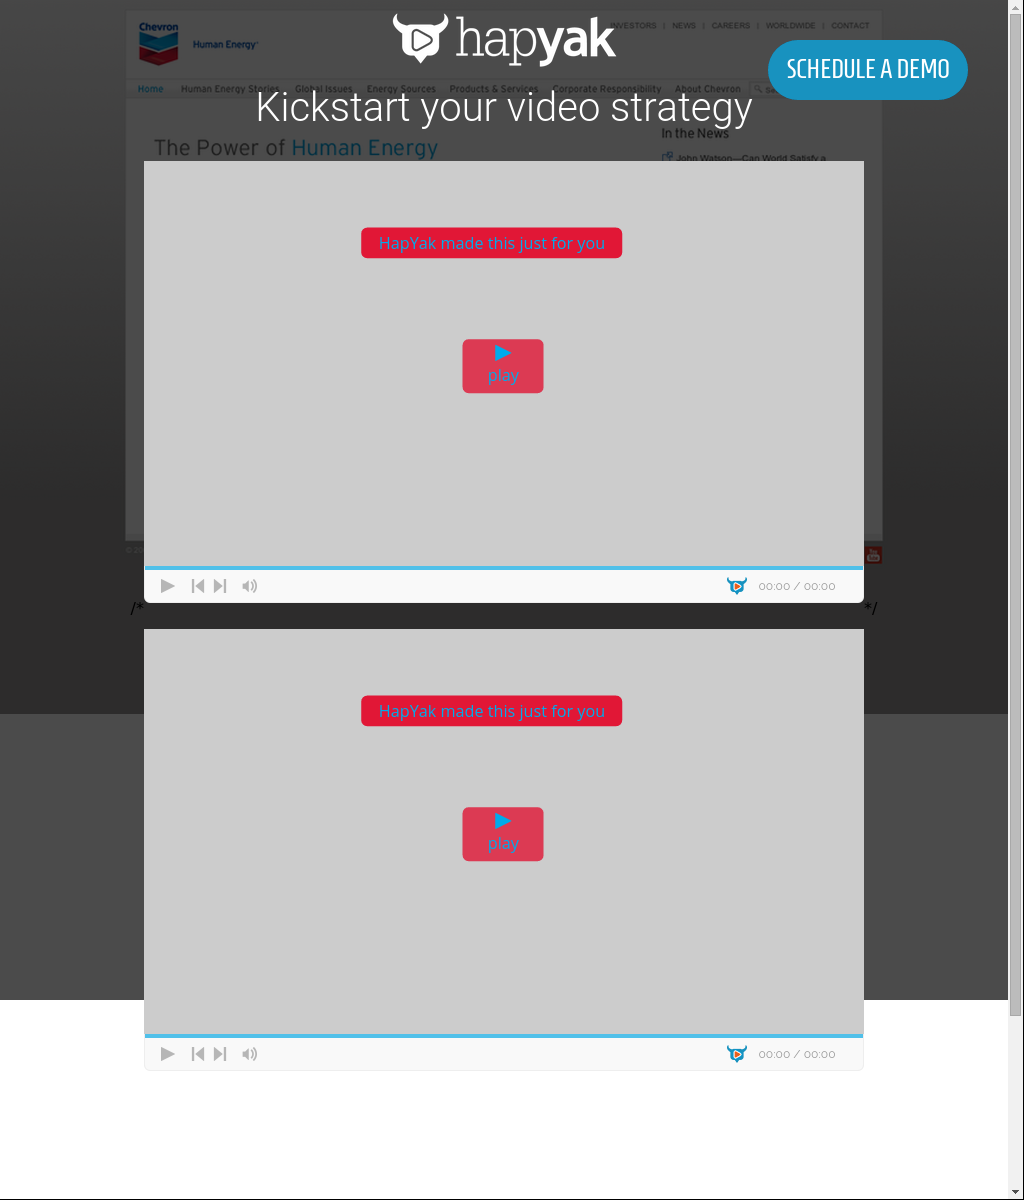 Chevron
Human Energy®
hapyak
INVESTORS | NEWS | CAREERS | WORLDWIDE | CONTACT
SCHEDULE A DEMO
Home Human Energy Stories Global Issues Energy Sources Products & Services Corporate Responsibility About Chevron
Kickstart your video strategy
In the News
The Power of Human Energy
John Watson—Can World Satisfy a
HapYak made this just for you
play
You
00:00 / 00:00
/* */
HapYak made this just for you
play
00:00 / 00:00